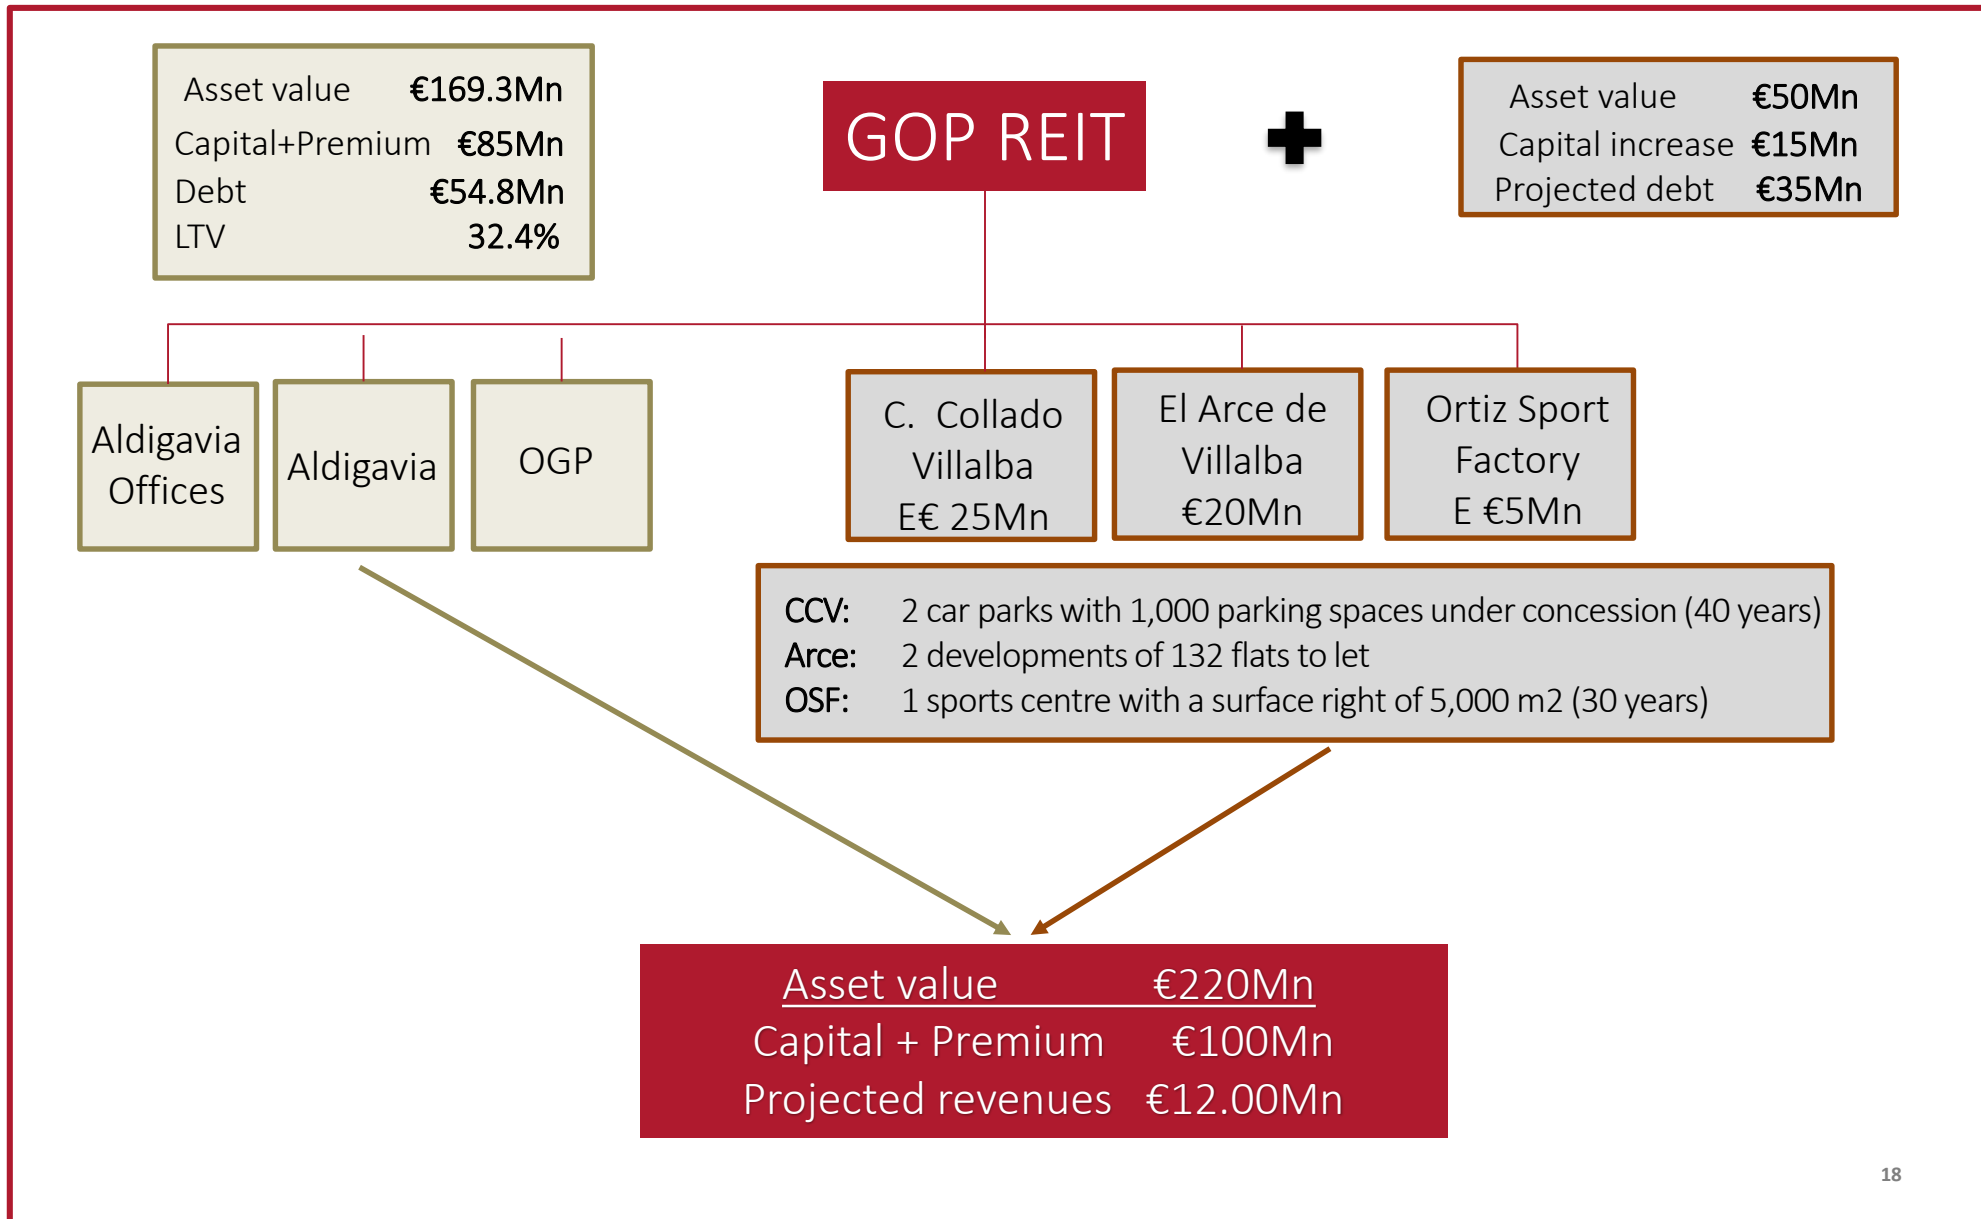 Asset value €169.3Mn
Capital+Premium €85Mn
Debt €54.8Mn
LTV 32.4%
GOP REIT
Asset value €50Mn
Capital increase €15Mn
Projected debt €35Mn
Aldigavia
Offices
Aldigavia
OGP
C. Collado
Villalba
E€ 25Mn
El Arce de
Villalba
€20Mn
Ortiz Sport
Factory
E €5Mn
CCV: 2 car parks with 1,000 parking spaces under concession (40 years)
Arce: 2 developments of 132 flats to let
OSF: 1 sports centre with a surface right of 5,000 m2 (30 years)
Asset value €220Mn
Capital + Premium €100Mn
Projected revenues €12.00Mn
18